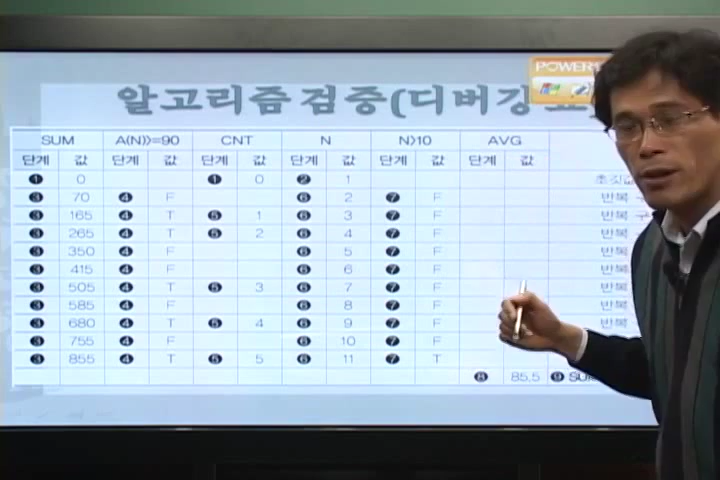 POWER
알고리즘 검증(디버깅
SUM A(N)>=90 CNT N N>10 AVG
단계 값 단계 값 단계 값 단계 값 단계 값 단계 값
❶ 0 ❶ 0 ❷ 1 초깃값
❸ 70 ❹ F ❻ 2 ❼ F 반복
❸ 165 ❹ T ❺ 1 ❻ 3 ❼ F 반복
❸ 265 ❹ T ❺ 2 ❻ 4 ❼ F 반복
❸ 350 ❹ F ❻ 5 ❼ F 반복
❸ 415 ❹ F ❻ 6 ❼ F 반복
❸ 505 ❹ T ❺ 3 ❻ 7 ❼ F 반복
❸ 585 ❹ F ❻ 8 ❼ F 반복
❸ 680 ❹ T ❺ 4 ❻ 9 ❼ F 반복
❸ 755 ❹ F ❻ 10 ❼ F
❸ 855 ❹ T ❺ 5 ❻ 11 ❼ T
❽ 85.5 ❾ SUM